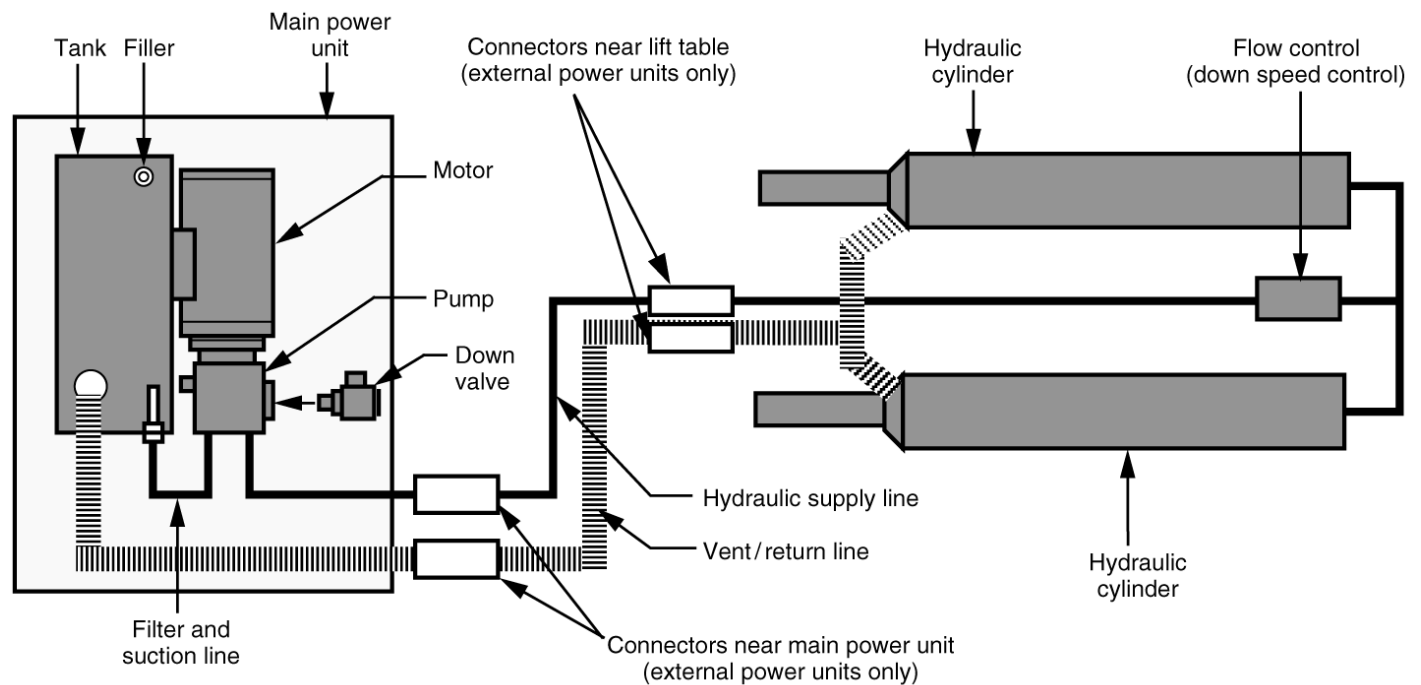 Main power
unit
Tank
Filler
Connectors near lift table
(external power units only)
Hydraulic
cylinder
Flow control
(down speed control)
Motor
Pump
Down
valve
Hydraulic supply line
Vent/return line
Hydraulic
cylinder
Filter and
suction line
Connectors near main power unit
(external power units only)